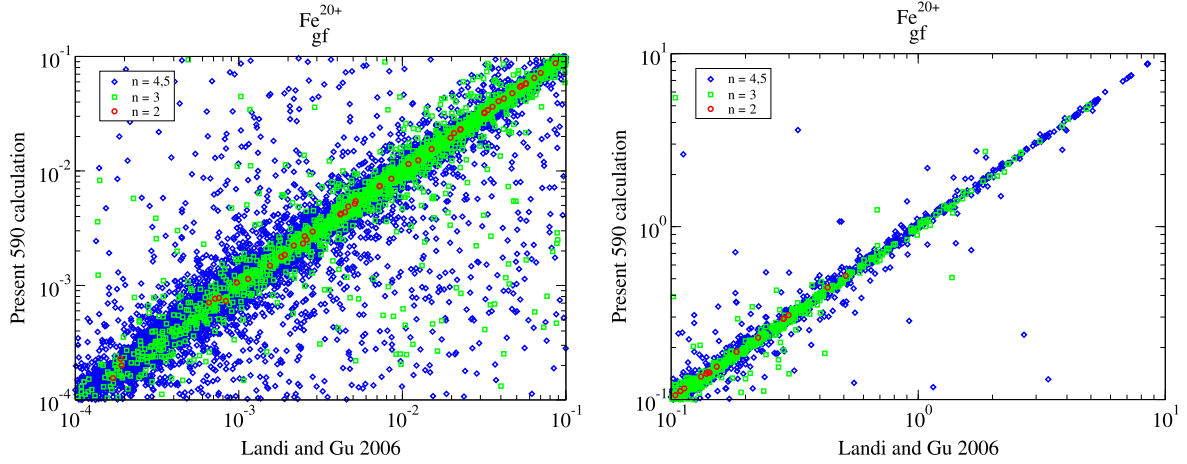 Fe20+
gf
10-1
10-2
10-3
10-4
n = 4,5
n = 3
n = 2
Present 590 calculation
10-4 10-3 10-2 10-1
Landi and Gu 2006
Fe20+
gf
101
100
10-1
n = 4,5
n = 3
n = 2
Present 590 calculation
10-1 100 101
Landi and Gu 2006